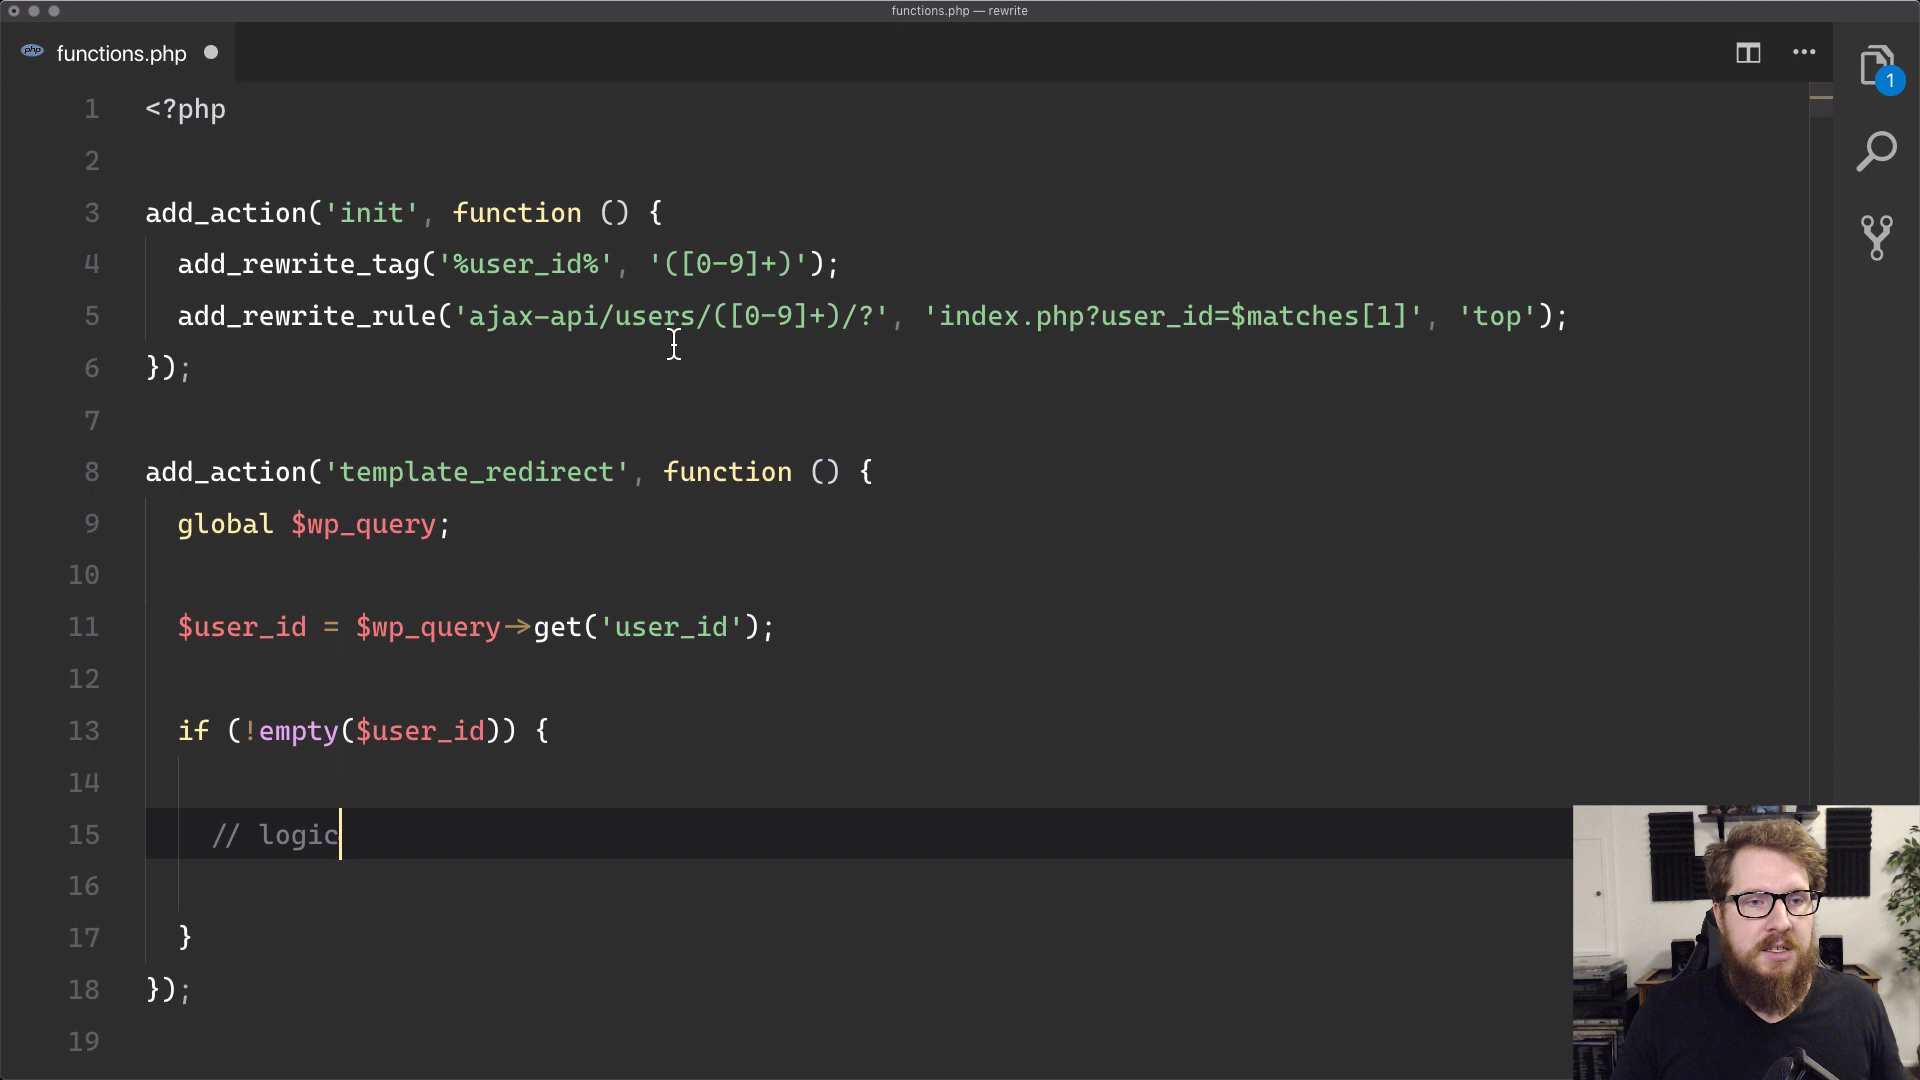 functions.php — rewrite
php functions.php
1
1 <?php
2
3 add_action('init', function () {
4 add_rewrite_tag('%user_id%', '([0-9]+)');
5 add_rewrite_rule('ajax-api/users/([0-9]+)/?', 'index.php?user_id=$matches[1]', 'top');
6 });
7
8 add_action('template_redirect', function () {
9 global $wp_query;
10
11 $user_id = $wp_query->get('user_id');
12
13 if (!empty($user_id)) {
14
15 // logic
16
17 }
18 });
19